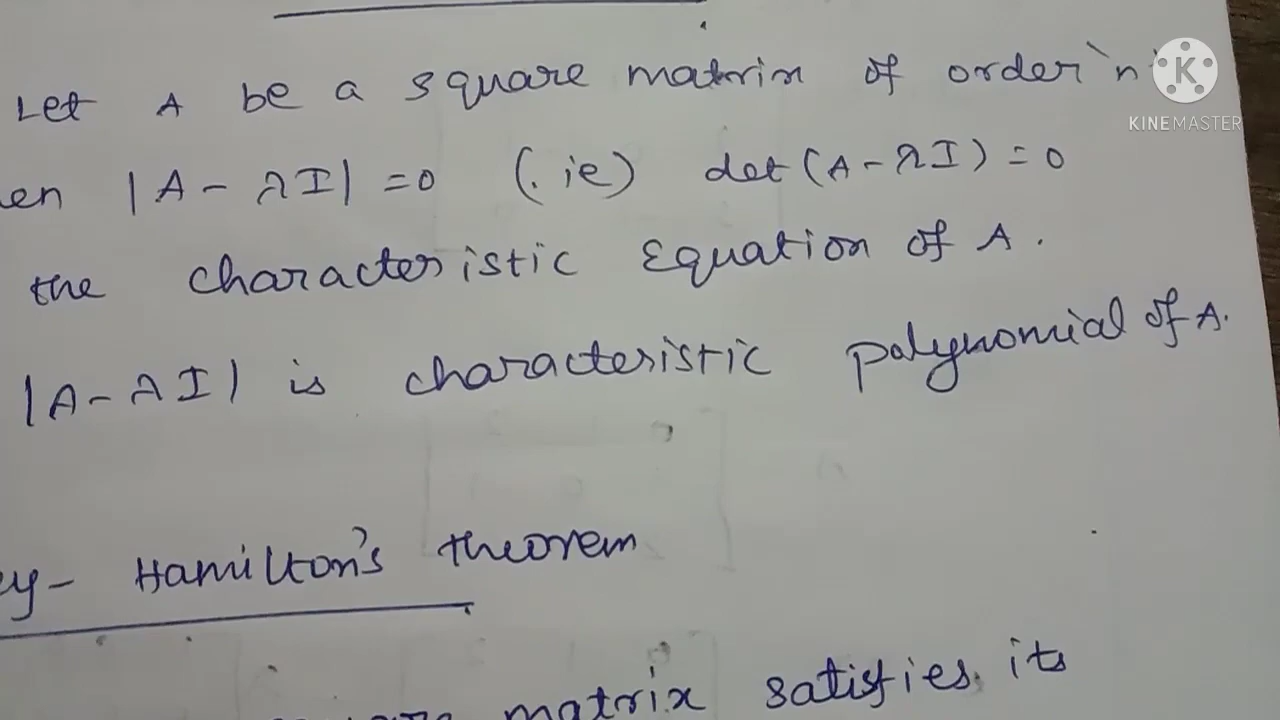 Let A be a square matrix of order 'n'
en |A - λI| = 0 (.ie) det (A - λI) = 0
the characteristic Equation of A.
|A - λI| is characteristic polynomial of A.
ey - Hamilton's theorem
matrix satisfies its
K
KINEMASTER